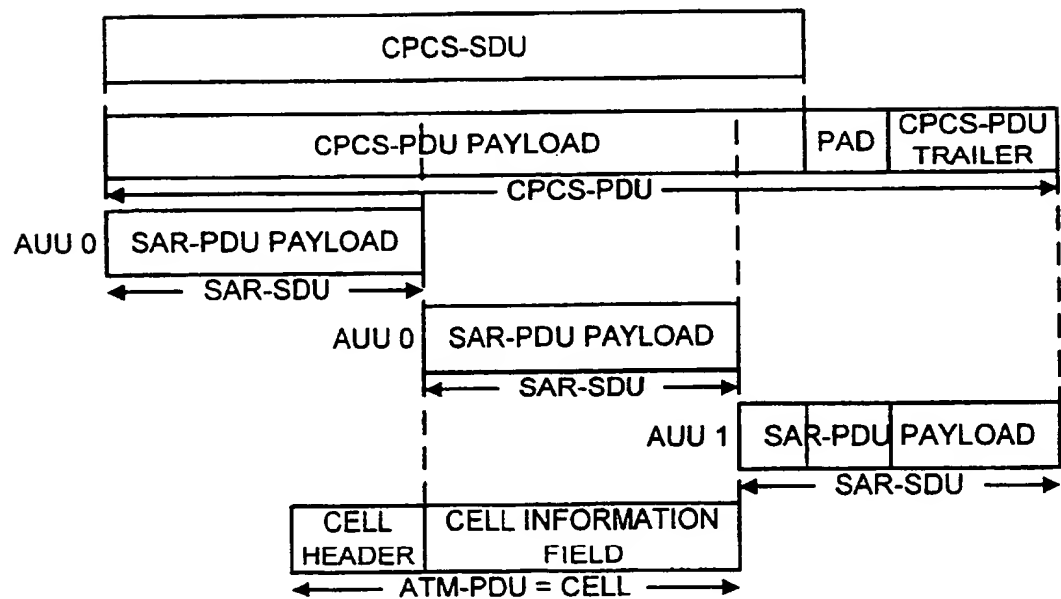 CPCS-SDU
CPCS-PDU PAYLOAD
PAD
CPCS-PDU
TRAILER
CPCS-PDU
AUU 0
SAR-PDU PAYLOAD
SAR-SDU
AUU 0
SAR-PDU PAYLOAD
SAR-SDU
AUU 1
SAR-PDU PAYLOAD
SAR-SDU
CELL
HEADER
CELL INFORMATION
FIELD
ATM-PDU = CELL